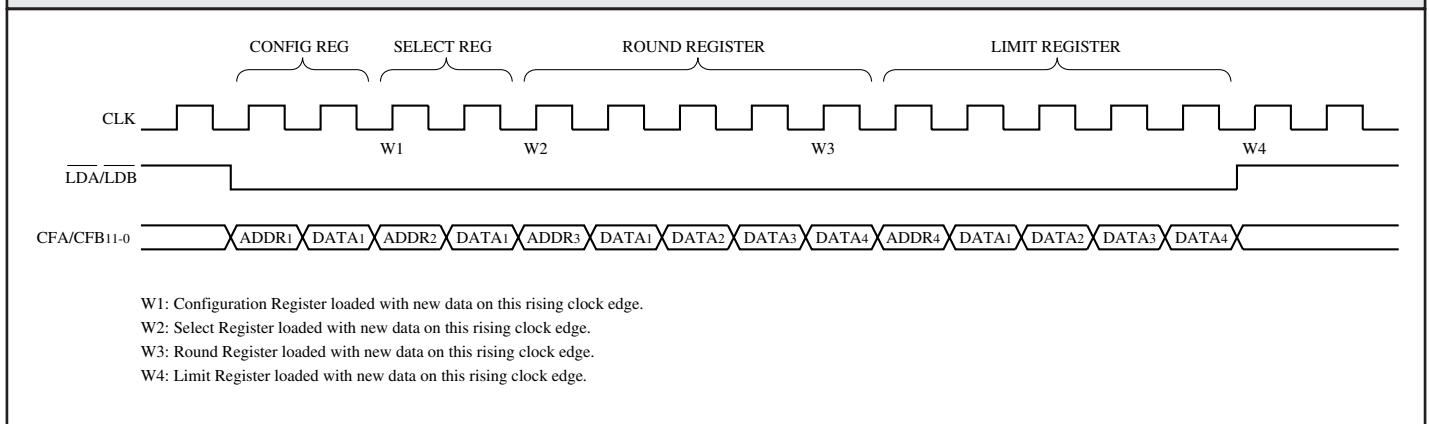 CONFIG REG SELECT REG ROUND REGISTER LIMIT REGISTER
CLK
W1 W2 W3 W4
LDA/LDB
CFA/CFB11-0 ADDR1 DATA1 ADDR2 DATA1 ADDR3 DATA1 DATA2 DATA3 DATA4 ADDR4 DATA1 DATA2 DATA3 DATA4
W1: Configuration Register loaded with new data on this rising clock edge.
W2: Select Register loaded with new data on this rising clock edge.
W3: Round Register loaded with new data on this rising clock edge.
W4: Limit Register loaded with new data on this rising clock edge.